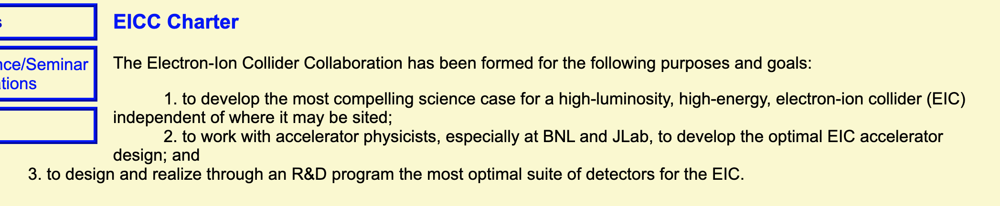 EICC Charter
nce/Seminar
The Electron-Ion Collider Collaboration has been formed for the following purposes and goals:
1. to develop the most compelling science case for a high-luminosity, high-energy, electron-ion collider (EIC)
independent of where it may be sited;
2. to work with accelerator physicists, especially at BNL and JLab, to develop the optimal EIC accelerator
design; and
3. to design and realize through an R&D program the most optimal suite of detectors for the EIC.